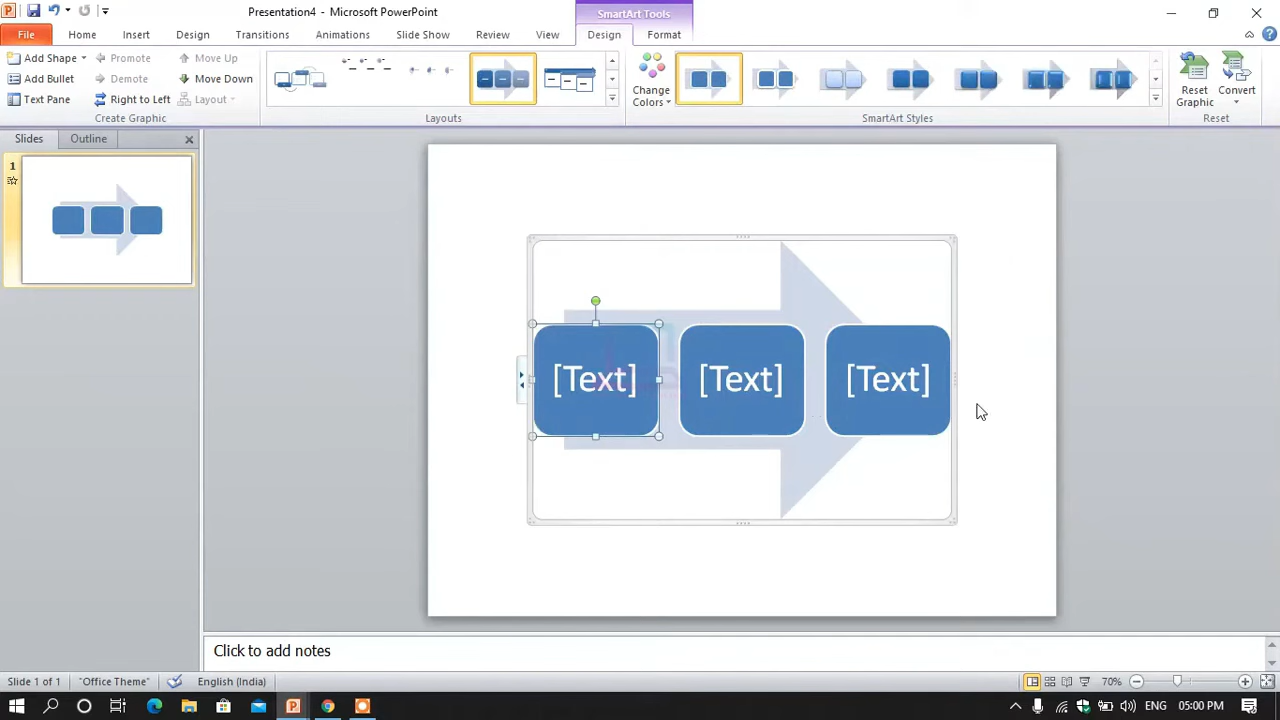 Presentation4 - Microsoft PowerPoint
SmartArt Tools
File Home Insert Design Transitions Animations Slide Show Review View Design Format
Add Shape Promote Move Up
Add Bullet Demote Move Down
Text Pane Right to Left Layout
Create Graphic
Layouts
Change
Colors
SmartArt Styles
Reset
Graphic
Convert
Reset
Slides Outline
1
[Text] [Text] [Text]
Click to add notes
Slide 1 of 1 "Office Theme" English (India) 70%
ENG 05:00 PM